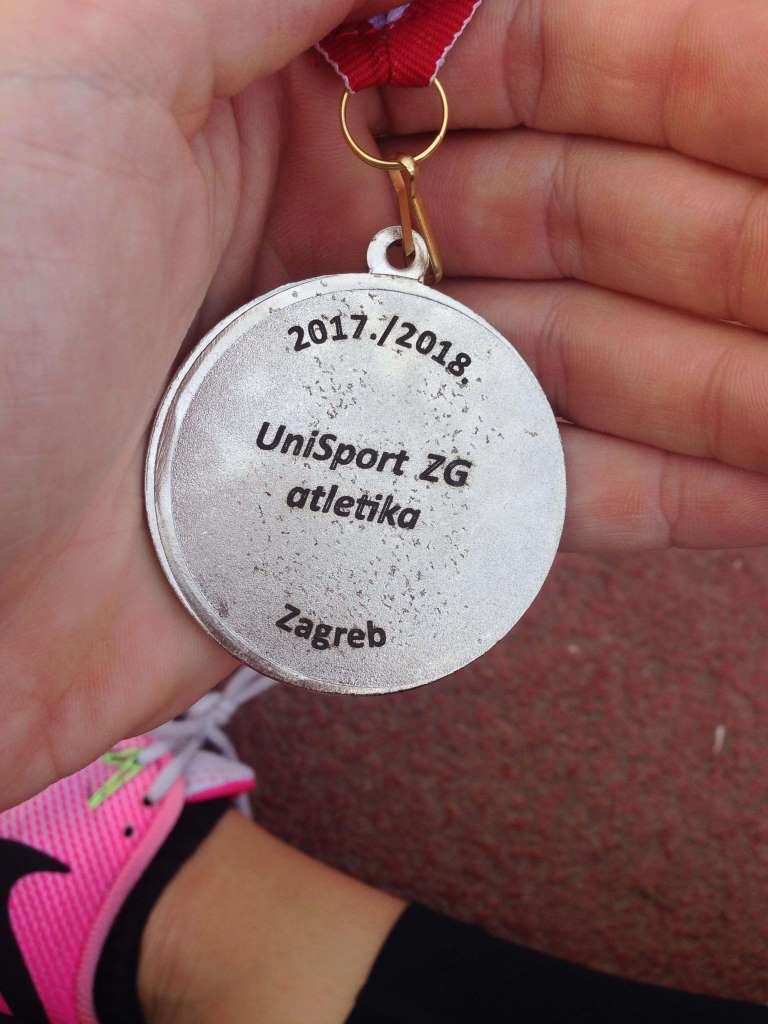 2017./2018.
UniSport ZG
atletika
Zagreb